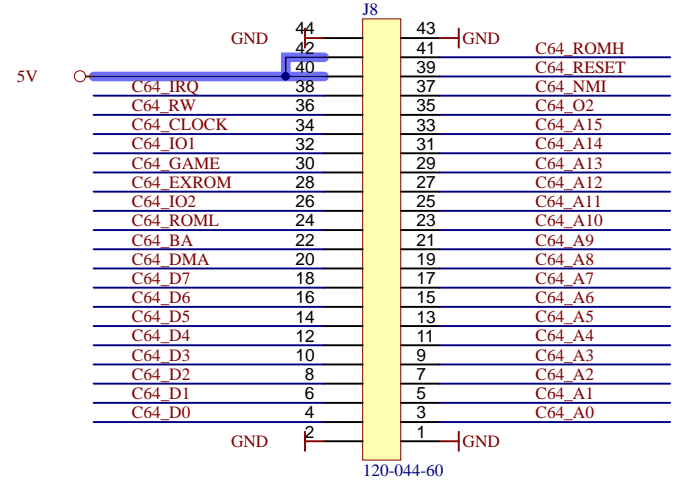 J8
GND 44 43 GND
42 41 C64_ROMH
5V 40 39 C64_RESET
C64_IRQ 38 37 C64_NMI
C64_RW 36 35 C64_O2
C64_CLOCK 34 33 C64_A15
C64_IO1 32 31 C64_A14
C64_GAME 30 29 C64_A13
C64_EXROM 28 27 C64_A12
C64_IO2 26 25 C64_A11
C64_ROML 24 23 C64_A10
C64_BA 22 21 C64_A9
C64_DMA 20 19 C64_A8
C64_D7 18 17 C64_A7
C64_D6 16 15 C64_A6
C64_D5 14 13 C64_A5
C64_D4 12 11 C64_A4
C64_D3 10 9 C64_A3
C64_D2 8 7 C64_A2
C64_D1 6 5 C64_A1
C64_D0 4 3 C64_A0
GND 2 1 GND
120-044-60